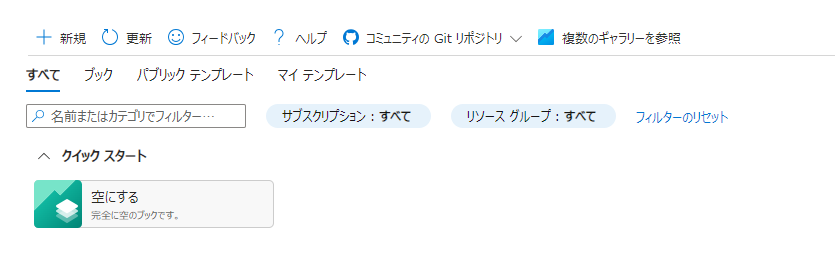 新規 更新 フィードバック ヘルプ コミュニティの Git リポジトリ 複数のギャラリーを参照
すべて ブック パブリック テンプレート マイ テンプレート
名前またはカテゴリでフィルター… サブスクリプション : すべて リソース グループ : すべて フィルターのリセット
クイック スタート
空にする
完全に空のブックです。